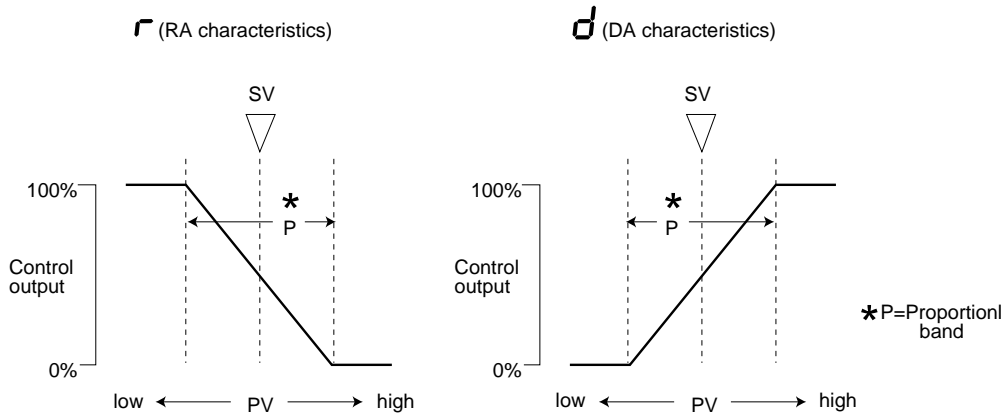 r (RA characteristics)
d (DA characteristics)
SV
SV
100%
* P
Control
output
0%
low PV high
100%
* P
Control
output
0%
low PV high
* P=Proportionl
band